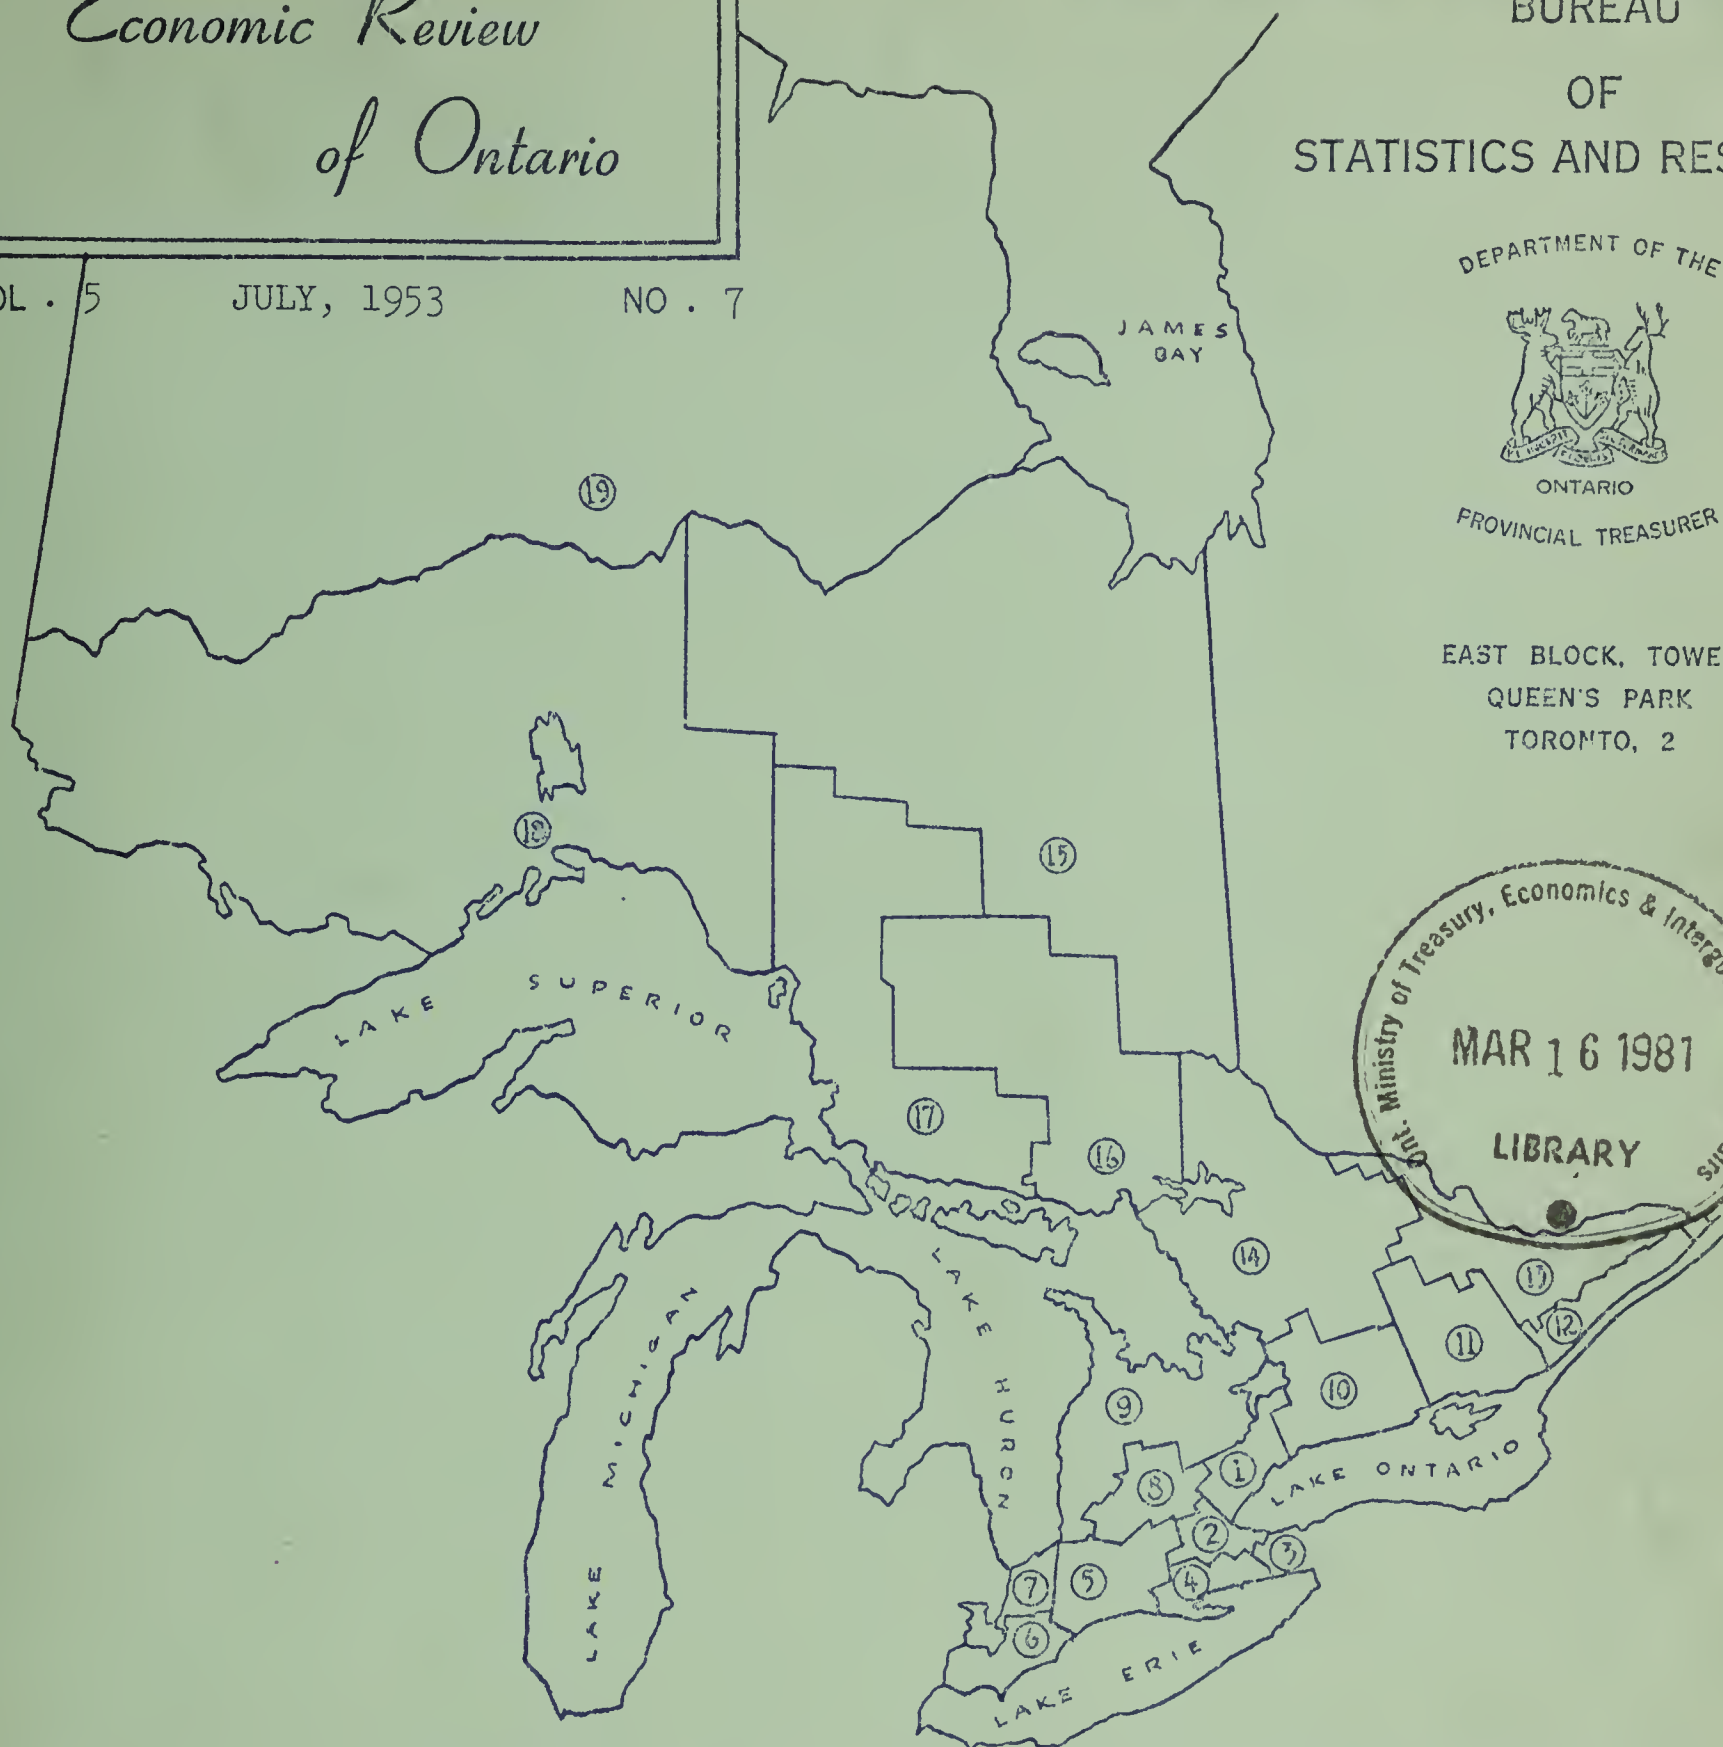 Economic Review
of Ontario
OL . 5 JULY, 1953 NO . 7
BUREAU
OF
STATISTICS AND RES
DEPARTMENT OF THE
ONTARIO
PROVINCIAL TREASURER
EAST BLOCK, TOWE
QUEEN'S PARK
TORONTO, 2
JAMES
BAY
19
18
15
LAKE SUPERIOR
17
16
Ont. Ministry of Treasury, Economics & Intergo
MAR 16 1981
LIBRARY
14
13
12
11
10
LAKE MICHIGAN
LAKE HURON
9
8
1
LAKE ONTARIO
2
3
7
5
4
6
LAKE ERIE